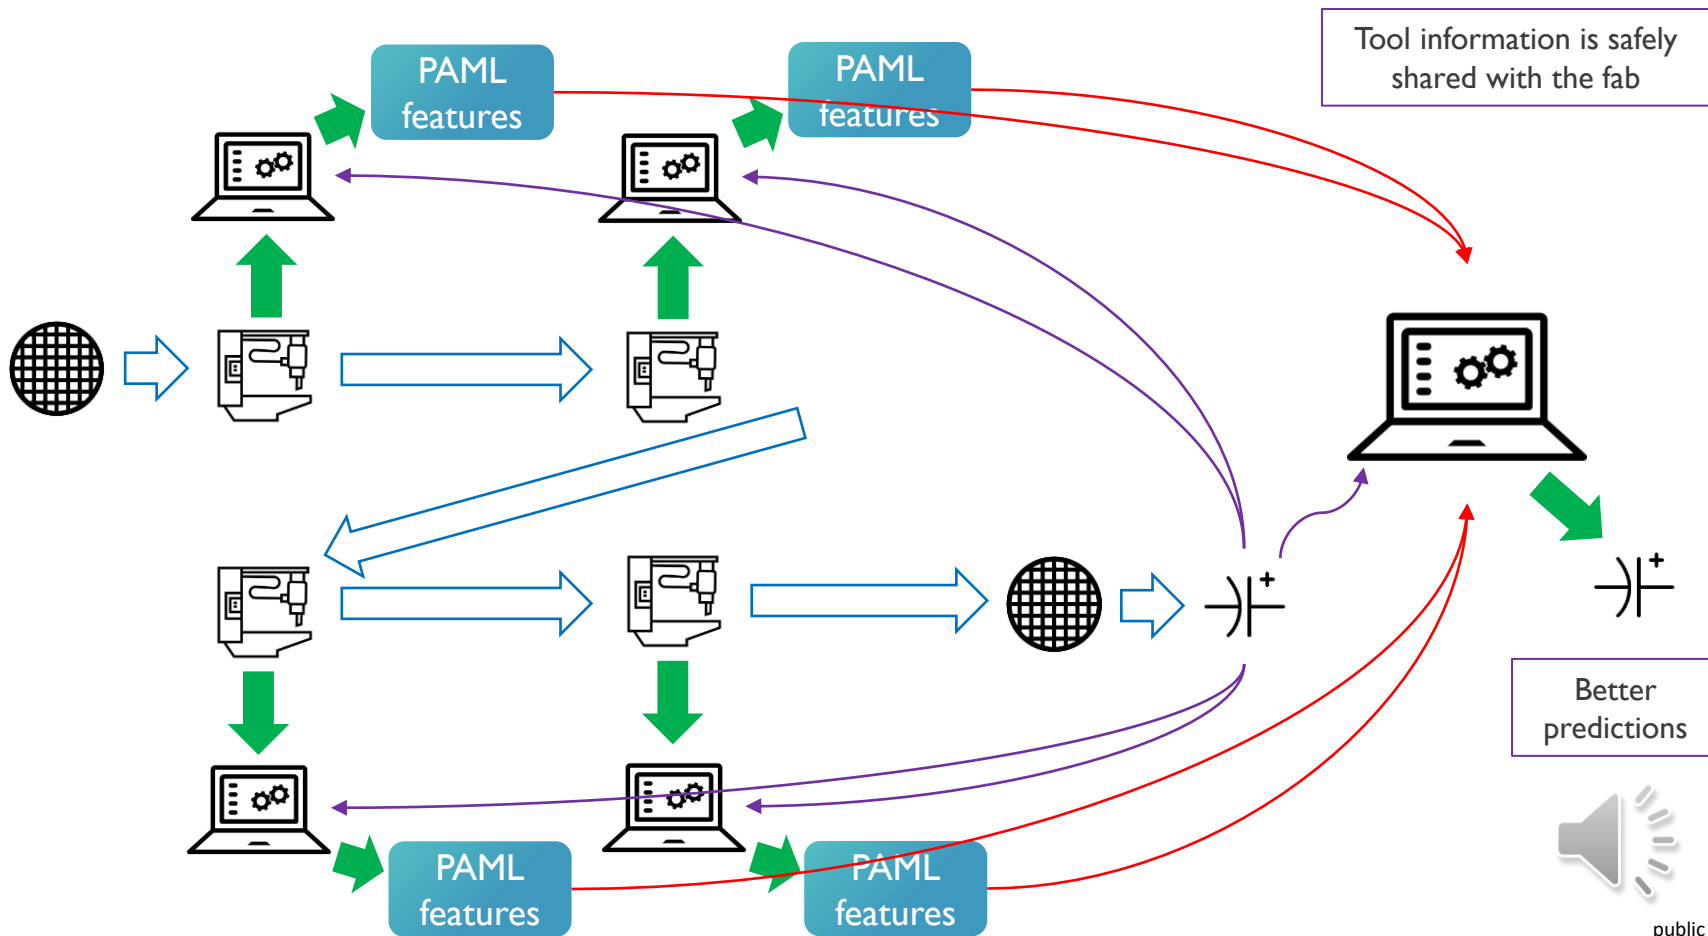 PAML
features
PAML
features
Tool information is safely
shared with the fab
Better
predictions
PAML
features
PAML
features
public